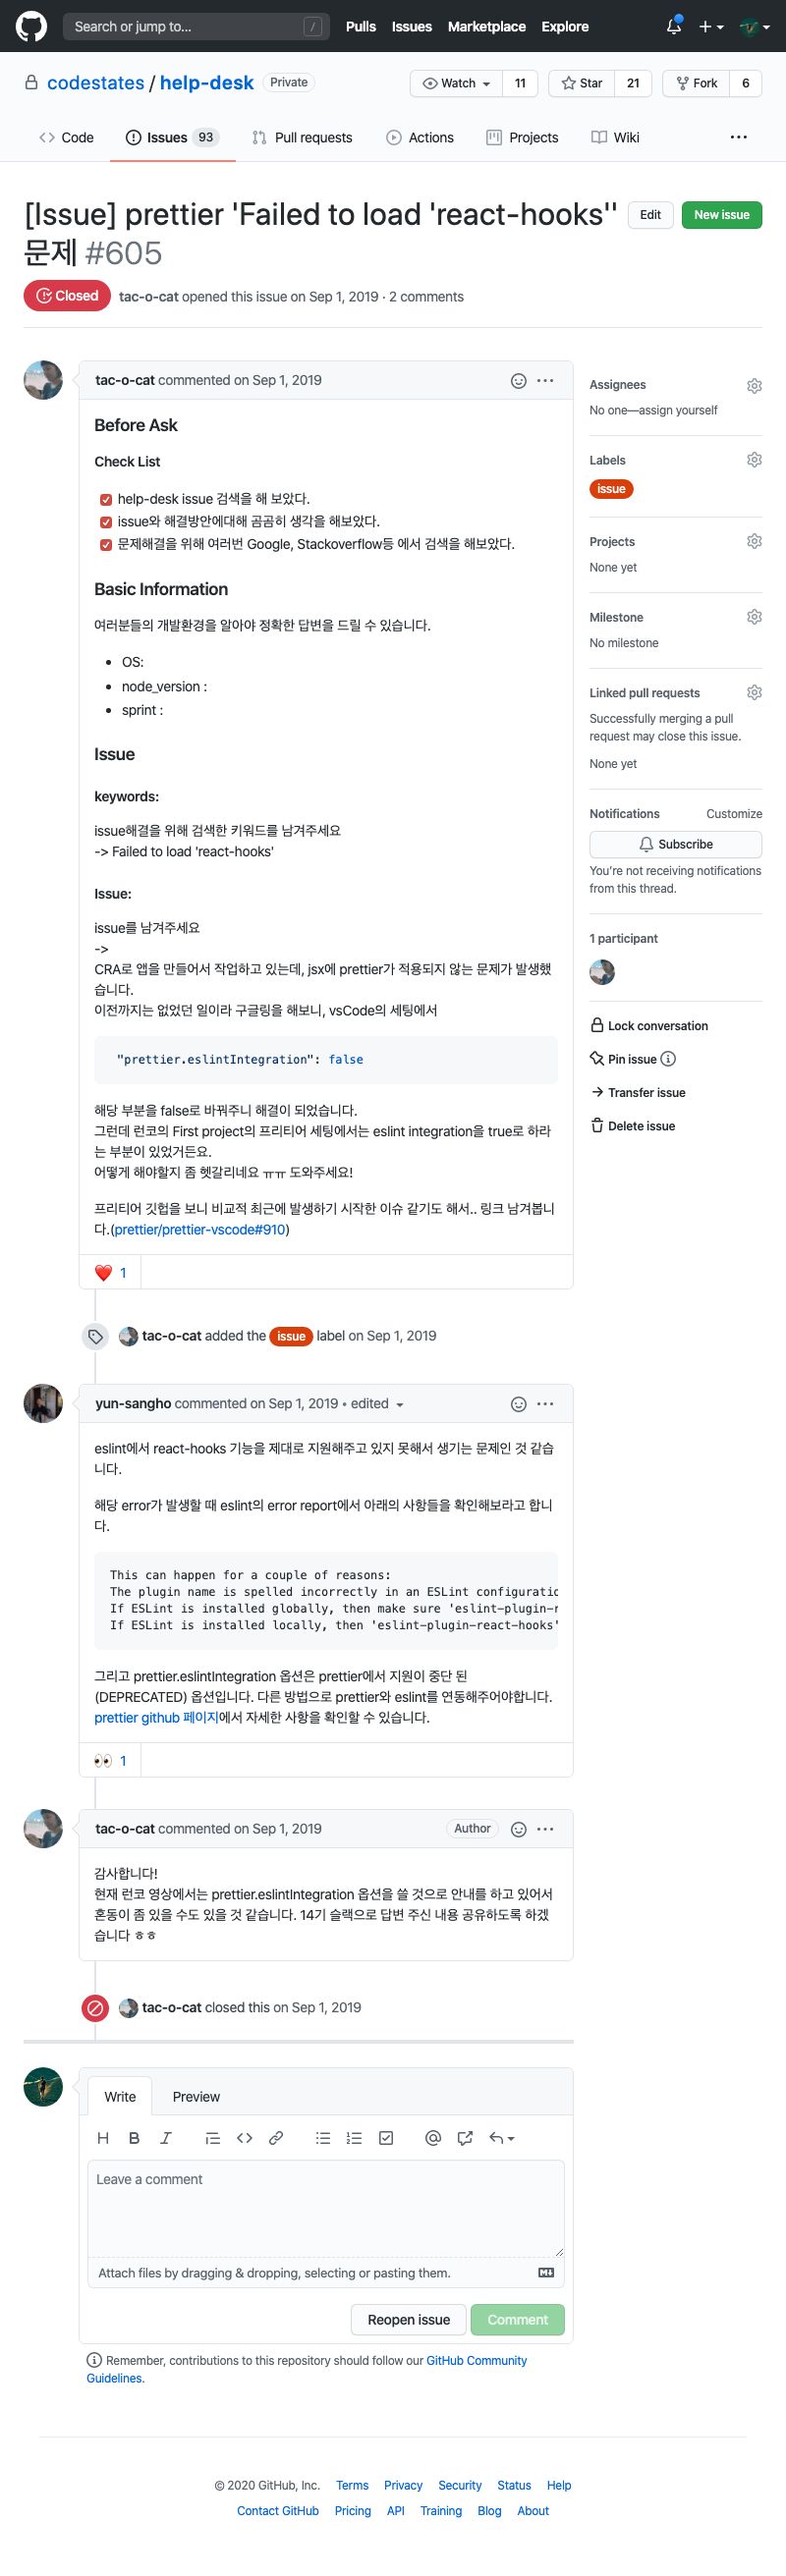 Search or jump to... / Pulls Issues Marketplace Explore
codestates / help-desk Private Watch 11 Star 21 Fork 6
Code Issues 93 Pull requests Actions Projects Wiki ...
[Issue] prettier 'Failed to load 'react-hooks'' Edit New issue
문제 #605
Closed tac-o-cat opened this issue on Sep 1, 2019 · 2 comments
tac-o-cat commented on Sep 1, 2019
Before Ask
Check List
help-desk issue 검색을 해 보았다.
issue와 해결방안에대해 곰곰히 생각을 해보았다.
문제해결을 위해 여러번 Google, Stackoverflow등 에서 검색을 해보았다.
Basic Information
여러분들의 개발환경을 알아야 정확한 답변을 드릴 수 있습니다.
• OS:
• node_version :
• sprint :
Issue
keywords:
issue해결을 위해 검색한 키워드를 남겨주세요
-> Failed to load 'react-hooks'
Issue:
issue를 남겨주세요
->
CRA로 앱을 만들어서 작업하고 있는데, jsx에 prettier가 적용되지 않는 문제가 발생했
습니다.
이전까지는 없었던 일이라 구글링을 해보니, vsCode의 세팅에서
"prettier.eslintIntegration": false
해당 부분을 false로 바꿔주니 해결이 되었습니다.
그런데 런코의 First project의 프리티어 세팅에서는 eslint integration을 true로 하라
는 부분이 있었거든요.
어떻게 해야할지 좀 헷갈리네요 ㅠㅠ 도와주세요!
프리티어 깃헙을 보니 비교적 최근에 발생하기 시작한 이슈 같기도 해서.. 링크 남겨봅니
다.(prettier/prettier-vscode#910)
❤️ 1
tac-o-cat added the issue label on Sep 1, 2019
yun-sangho commented on Sep 1, 2019 • edited
eslint에서 react-hooks 기능을 제대로 지원해주고 있지 못해서 생기는 문제인 것 같습
니다.
해당 error가 발생할 때 eslint의 error report에서 아래의 사항들을 확인해보라고 합니
다.
This can happen for a couple of reasons:
The plugin name is spelled incorrectly in an ESLint configuratio
If ESLint is installed globally, then make sure 'eslint-plugin-r
If ESLint is installed locally, then 'eslint-plugin-react-hooks'
그리고 prettier.eslintIntegration 옵션은 prettier에서 지원이 중단 된
(DEPRECATED) 옵션입니다. 다른 방법으로 prettier와 eslint를 연동해주어야합니다.
prettier github 페이지에서 자세한 사항을 확인할 수 있습니다.
👀 1
tac-o-cat commented on Sep 1, 2019 Author
감사합니다!
현재 런코 영상에서는 prettier.eslintIntegration 옵션을 쓸 것으로 안내를 하고 있어서
혼동이 좀 있을 수도 있을 것 같습니다. 14기 슬랙으로 답변 주신 내용 공유하도록 하겠
습니다 ㅎㅎ
tac-o-cat closed this on Sep 1, 2019
Write Preview
H B I
Leave a comment
Attach files by dragging & dropping, selecting or pasting them.
Reopen issue Comment
Remember, contributions to this repository should follow our GitHub Community
Guidelines.
Assignees
No one—assign yourself
Labels
issue
Projects
None yet
Milestone
No milestone
Linked pull requests
Successfully merging a pull
request may close this issue.
None yet
Notifications Customize
Subscribe
You're not receiving notifications
from this thread.
1 participant
Lock conversation
Pin issue
Transfer issue
Delete issue
© 2020 GitHub, Inc. Terms Privacy Security Status Help
Contact GitHub Pricing API Training Blog About